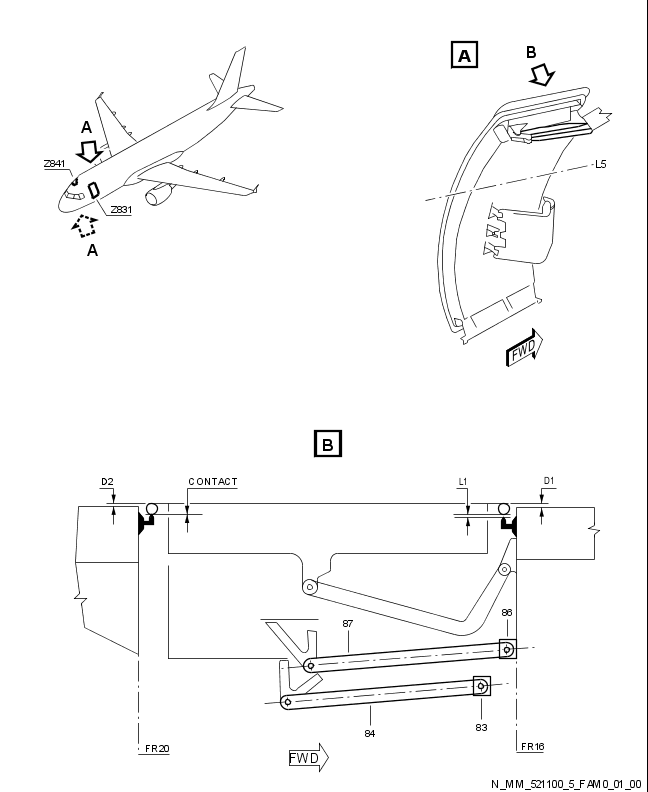 A
Z841
Z831
A
A
B
L5
FWD
B
D2
CONTACT
L1
D1
86
87
84
83
FR20
FWD
FR16
N_MM_521100_5_FAM0_01_00